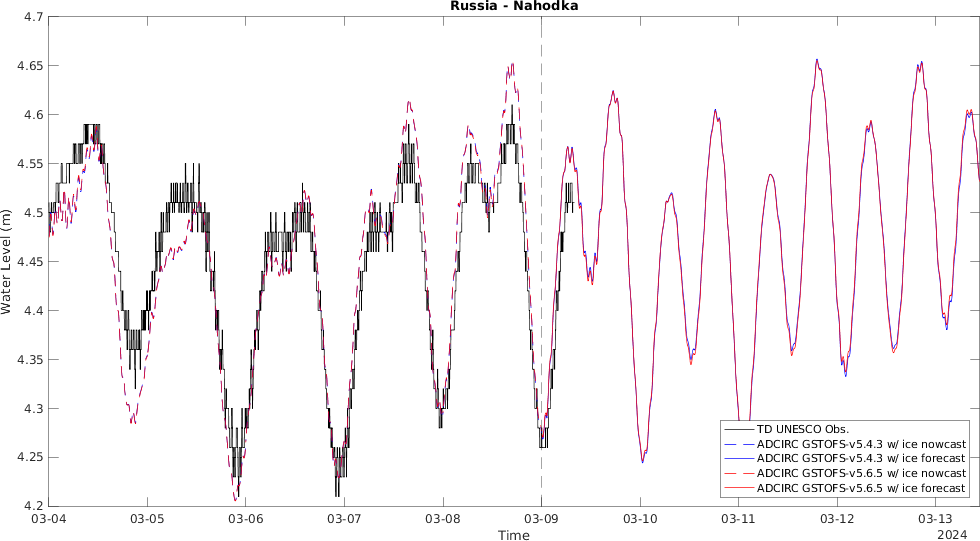 Russia - Nahodka
4.7
4.65
4.6
4.55
4.5
4.45
4.4
4.35
4.3
4.25
4.2
Water Level (m)
TD UNESCO Obs.
ADCIRC GSTOFS-v5.4.3 w/ ice nowcast
ADCIRC GSTOFS-v5.4.3 w/ ice forecast
ADCIRC GSTOFS-v5.6.5 w/ ice nowcast
ADCIRC GSTOFS-v5.6.5 w/ ice forecast
03-04 03-05 03-06 03-07 03-08 03-09 03-10 03-11 03-12 03-13
Time
2024